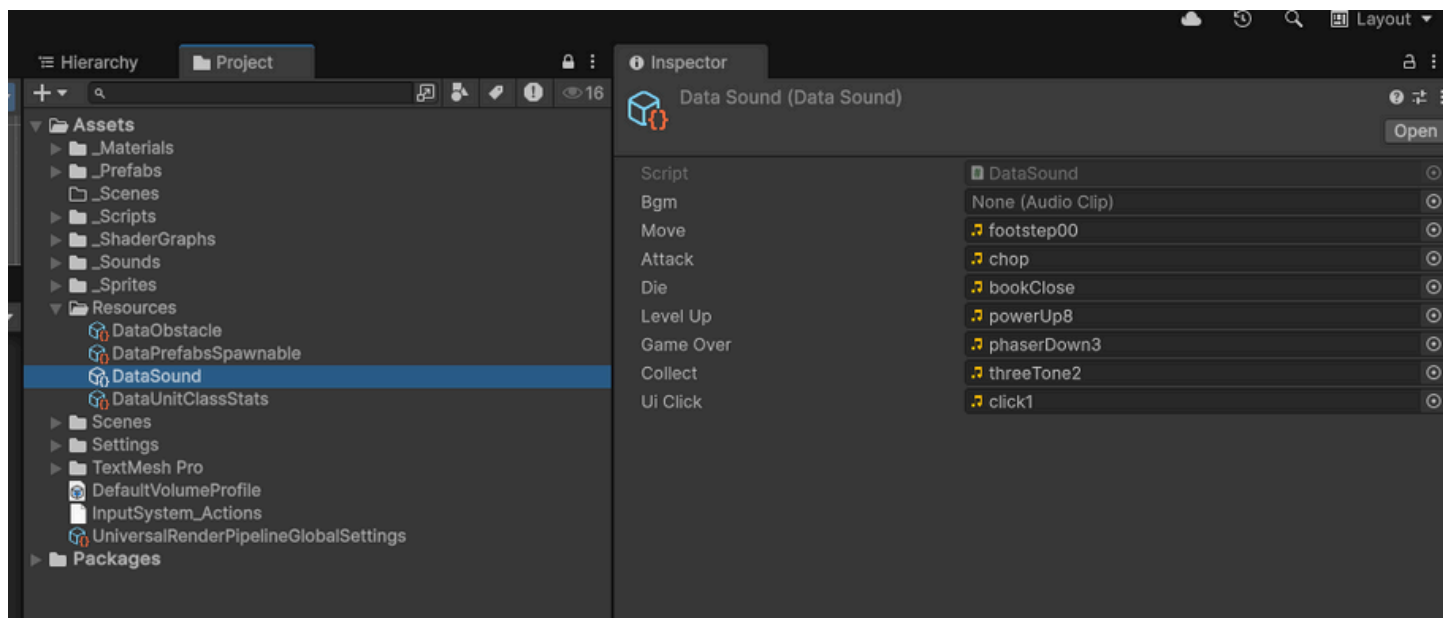 Layout
Hierarchy
Project
16
Assets
_Materials
_Prefabs
_Scenes
_Scripts
_ShaderGraphs
_Sounds
_Sprites
Resources
DataObstacle
DataPrefabsSpawnable
DataSound
DataUnitClassStats
Scenes
Settings
TextMesh Pro
DefaultVolumeProfile
InputSystem_Actions
UniversalRenderPipelineGlobalSettings
Packages
Inspector
Data Sound (Data Sound)
Open
Script DataSound
Bgm None (Audio Clip)
Move footstep00
Attack chop
Die bookClose
Level Up powerUp8
Game Over phaserDown3
Collect threeTone2
Ui Click click1